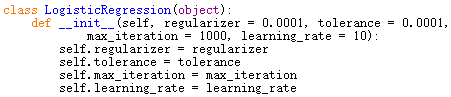 class LogisticRegression(object):
    def __init__(self, regularizer = 0.0001, tolerance = 0.0001,
            max_iteration = 1000, learning_rate = 10):
        self.regularizer = regularizer
        self.tolerance = tolerance
        self.max_iteration = max_iteration
        self.learning_rate = learning_rate